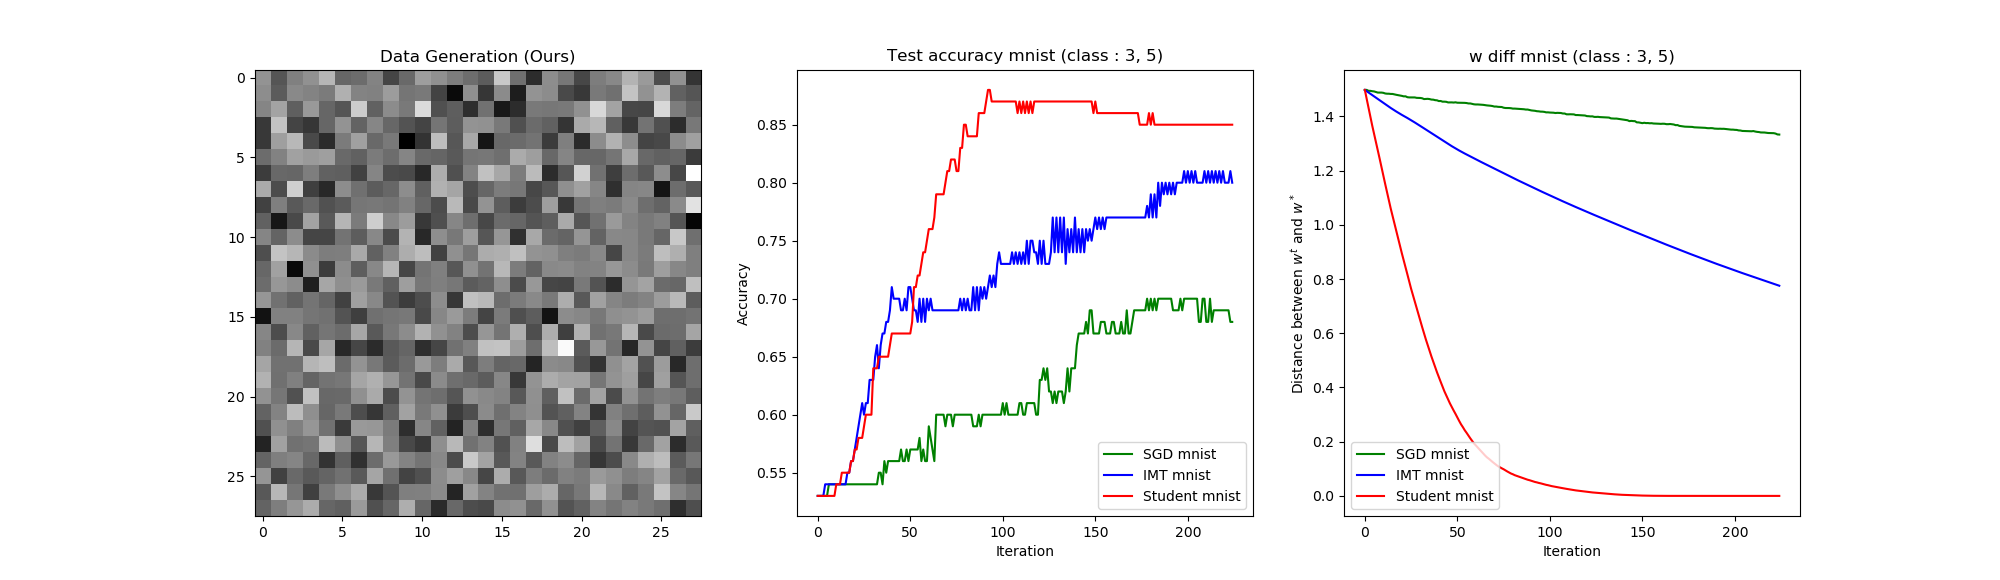 Data Generation (Ours)
0
5
10
15
20
25
0 5 10 15 20 25
Test accuracy mnist (class : 3, 5)
Accuracy
0.85
0.80
0.75
0.70
0.65
0.60
0.55
SGD mnist
IMT mnist
Student mnist
0 50 100 150 200
Iteration
w diff mnist (class : 3, 5)
Distance between w^t and w^*
1.4
1.2
1.0
0.8
0.6
0.4
0.2
0.0
SGD mnist
IMT mnist
Student mnist
0 50 100 150 200
Iteration